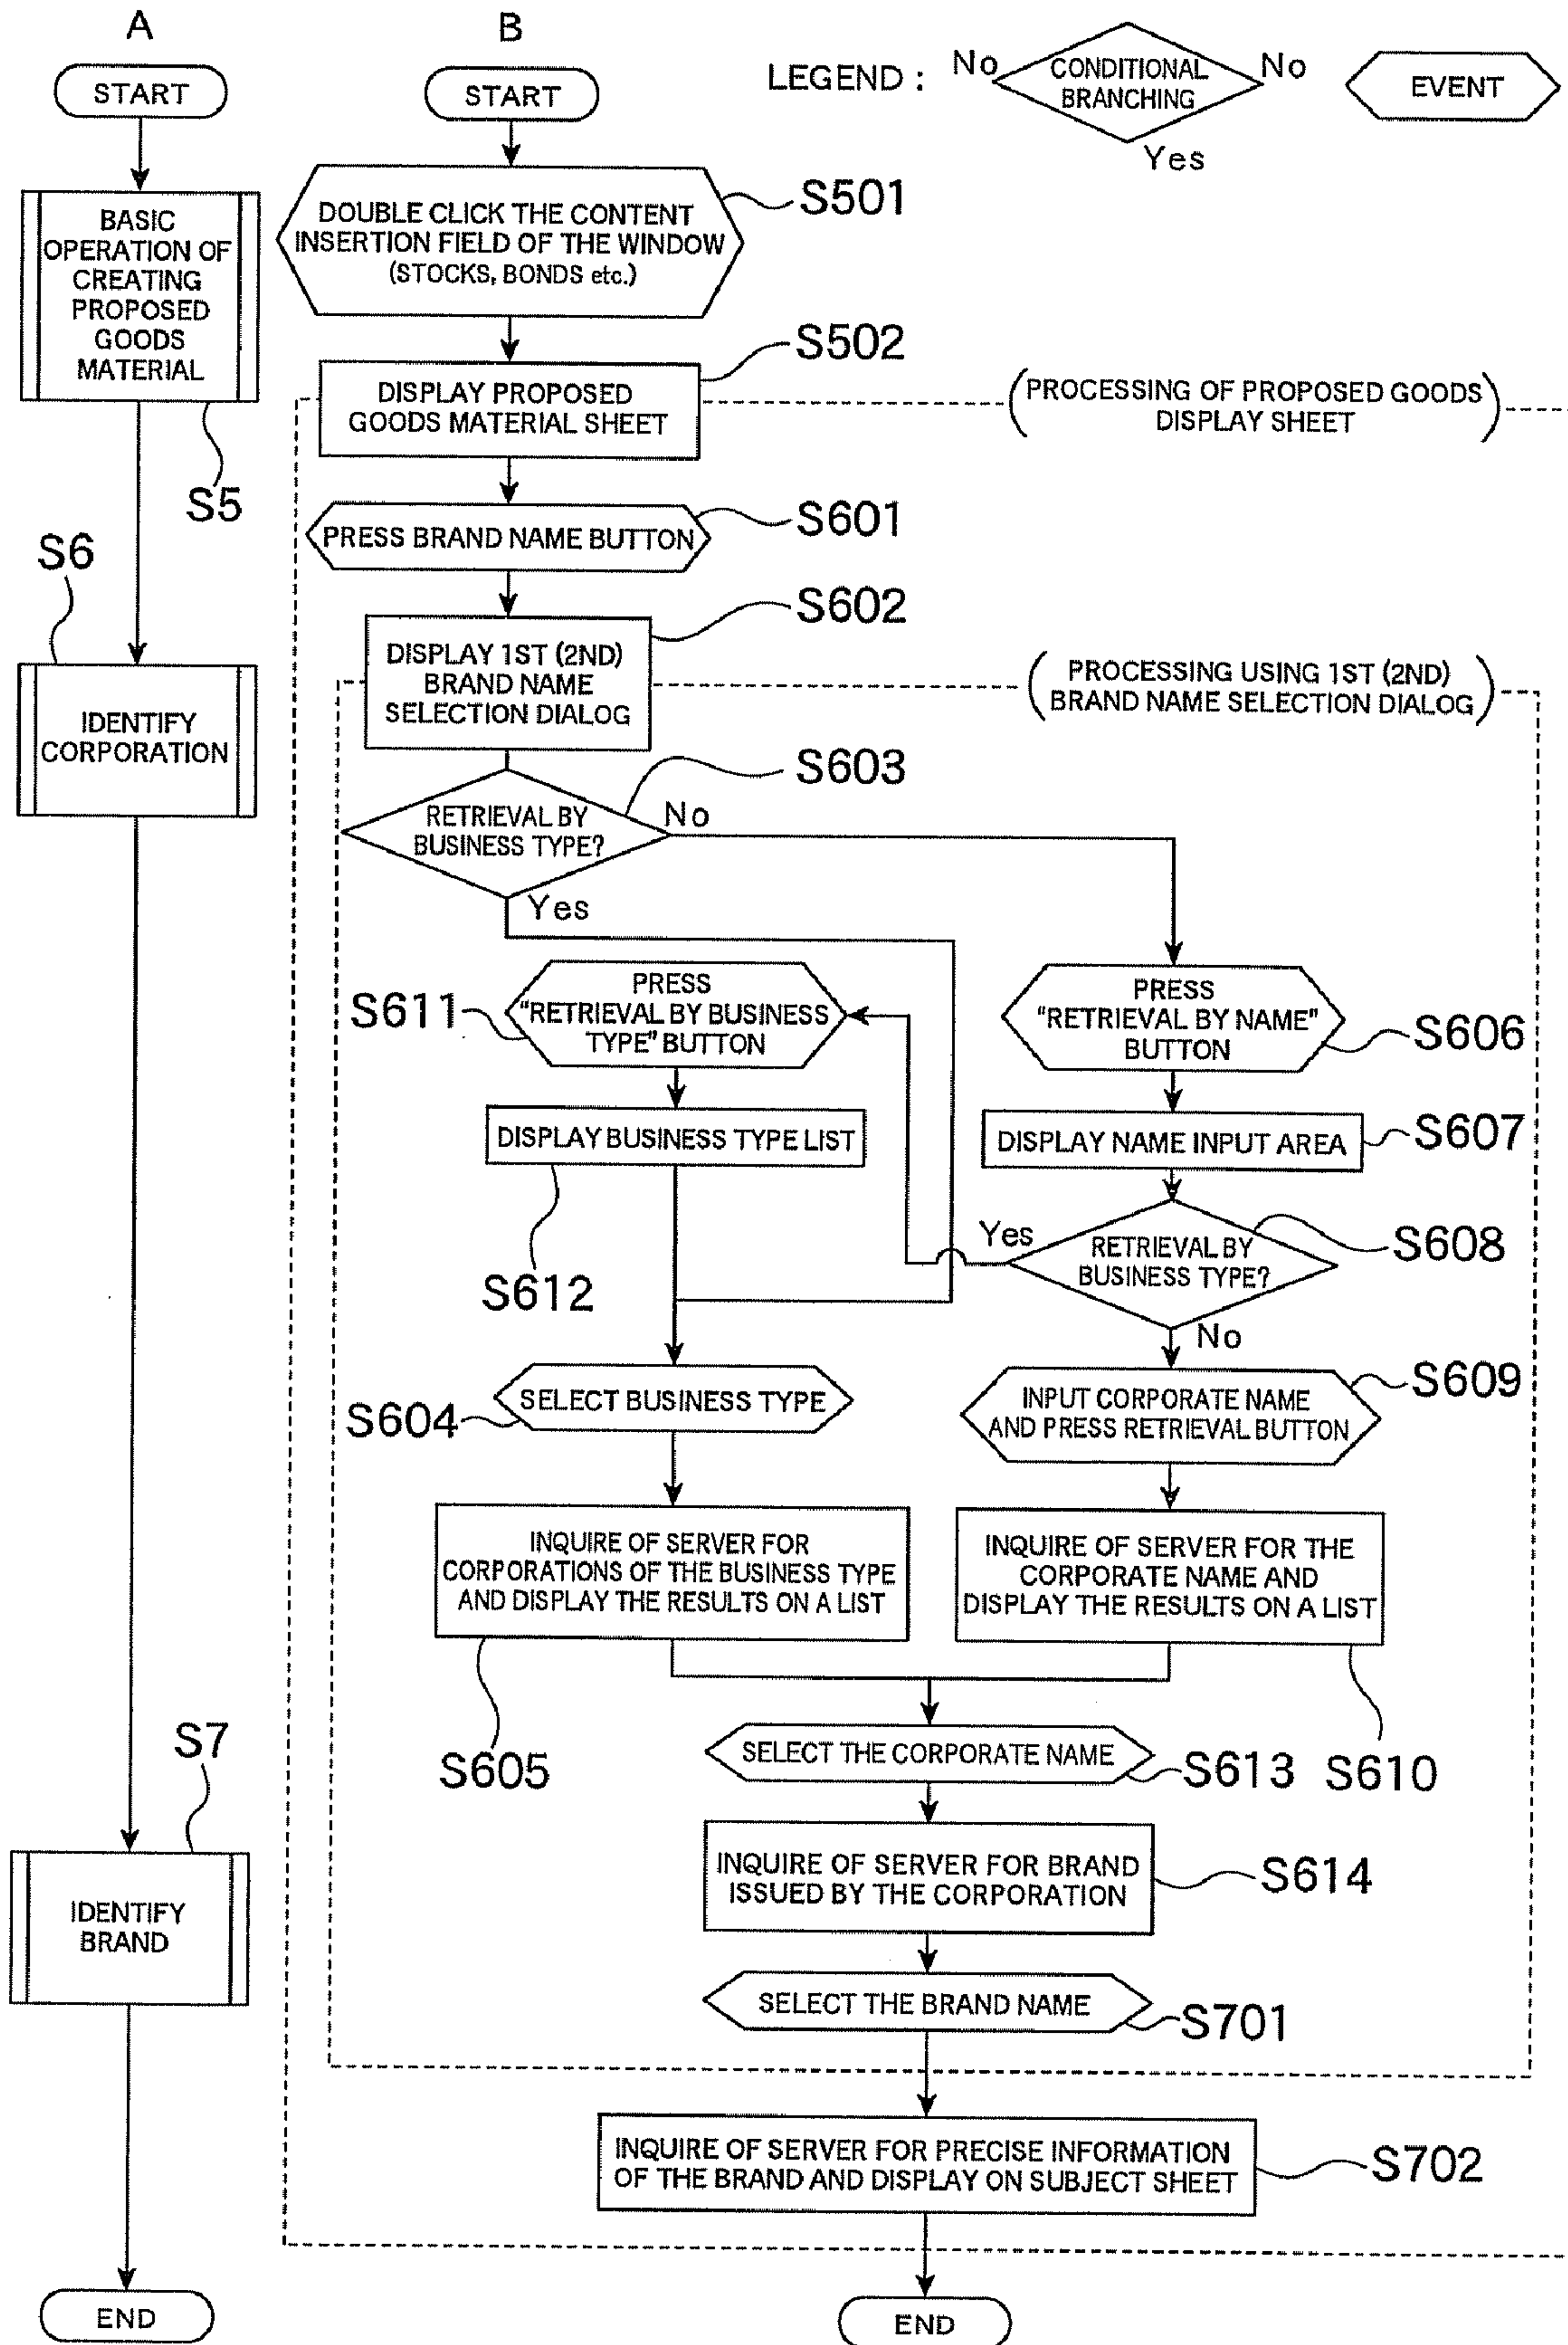 A
START
BASIC
OPERATION OF
CREATING
PROPOSED
GOODS
MATERIAL
S5
S6
IDENTIFY
CORPORATION
S7
IDENTIFY
BRAND
END
B
START
LEGEND :
No
CONDITIONAL
BRANCHING
No
Yes
EVENT
DOUBLE CLICK THE CONTENT
INSERTION FIELD OF THE WINDOW
(STOCKS, BONDS etc.)
S501
DISPLAY PROPOSED
GOODS MATERIAL SHEET
S502
(PROCESSING OF PROPOSED GOODS
DISPLAY SHEET)
PRESS BRAND NAME BUTTON
S601
DISPLAY 1ST (2ND)
BRAND NAME
SELECTION DIALOG
S602
(PROCESSING USING 1ST (2ND)
BRAND NAME SELECTION DIALOG)
RETRIEVAL BY
BUSINESS TYPE?
S603
No
Yes
PRESS
"RETRIEVAL BY BUSINESS
TYPE" BUTTON
S611
PRESS
"RETRIEVAL BY NAME"
BUTTON
S606
DISPLAY BUSINESS TYPE LIST
S612
DISPLAY NAME INPUT AREA
S607
RETRIEVAL BY
BUSINESS TYPE?
S608
Yes
No
SELECT BUSINESS TYPE
S604
INPUT CORPORATE NAME
AND PRESS RETRIEVAL BUTTON
S609
INQUIRE OF SERVER FOR
CORPORATIONS OF THE BUSINESS TYPE
AND DISPLAY THE RESULTS ON A LIST
S605
INQUIRE OF SERVER FOR THE
CORPORATE NAME AND
DISPLAY THE RESULTS ON A LIST
S610
SELECT THE CORPORATE NAME
S613
INQUIRE OF SERVER FOR BRAND
ISSUED BY THE CORPORATION
S614
SELECT THE BRAND NAME
S701
INQUIRE OF SERVER FOR PRECISE INFORMATION
OF THE BRAND AND DISPLAY ON SUBJECT SHEET
S702
END